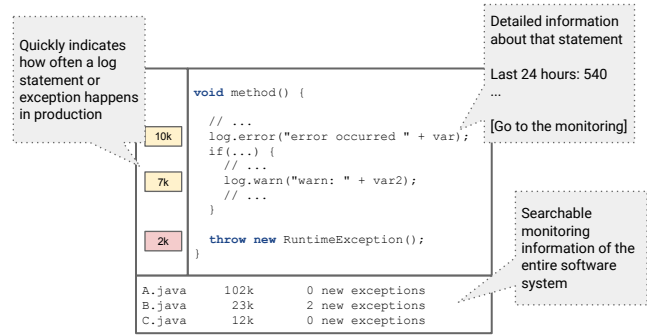 Quickly indicates
how often a log
statement or
exception happens
in production
Detailed information
about that statement
Last 24 hours: 540
...
[Go to the monitoring]
void method() {
// ...
10k
log.error("error occurred " + var);
if(...) {
// ...
7k
log.warn("warn: " + var2);
// ...
}
2k
throw new RuntimeException();
}
Searchable
monitoring
information of the
entire software
system
A.java 102k 0 new exceptions
B.java 23k 2 new exceptions
C.java 12k 0 new exceptions